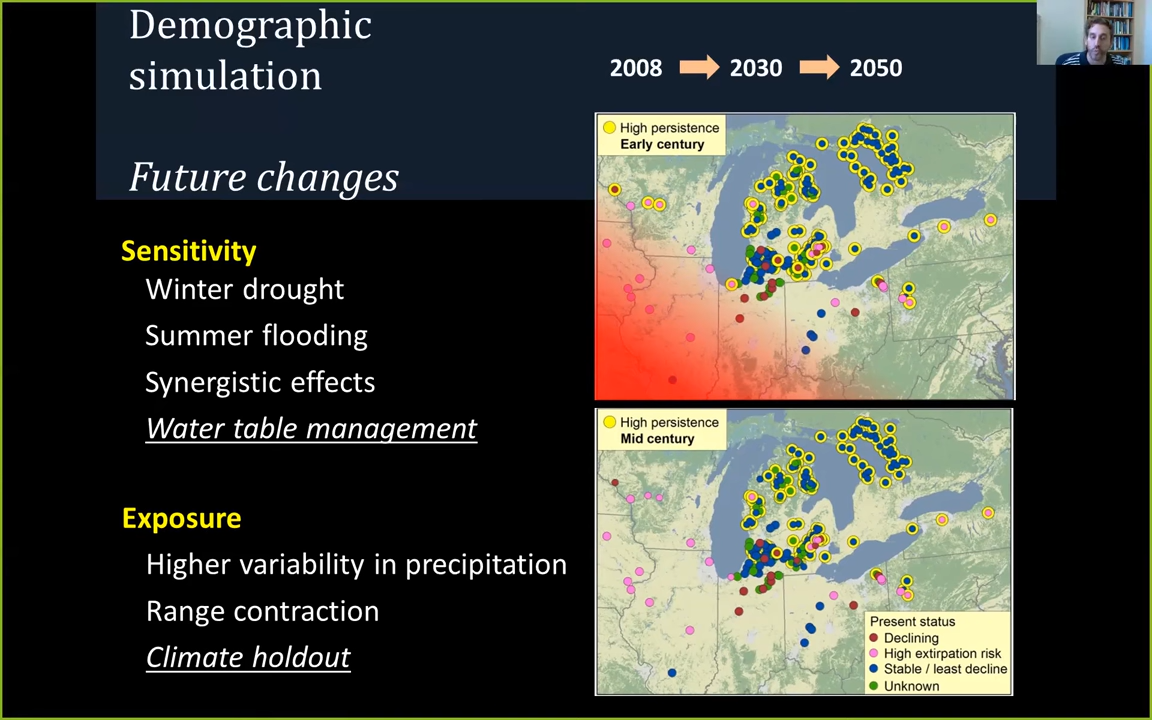 Demographic
simulation
Future changes
2008 2030 2050
Sensitivity
Winter drought
Summer flooding
Synergistic effects
Water table management
Exposure
Higher variability in precipitation
Range contraction
Climate holdout
High persistence
Early century
High persistence
Mid century
Present status
Declining
High extirpation risk
Stable / least decline
Unknown